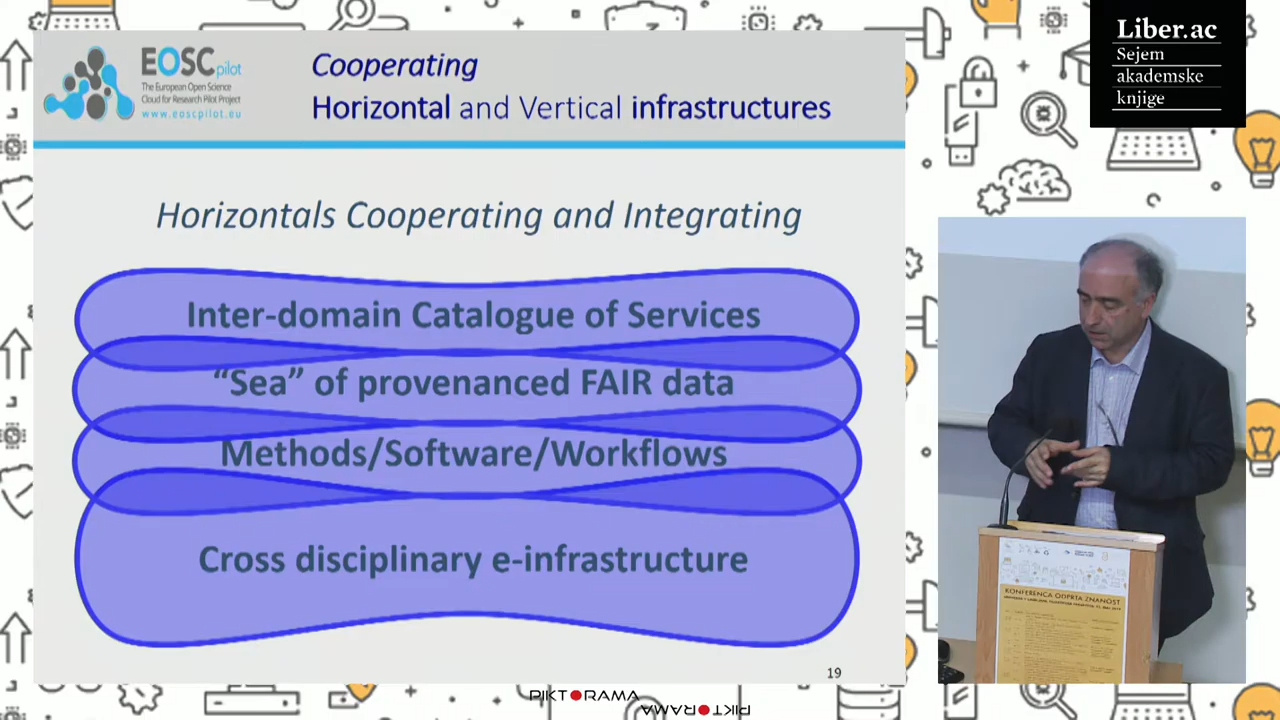 EOSCpilot
The European Open Science
Cloud for Research Pilot Project
www.eoscpilot.eu
Cooperating
Horizontal and Vertical infrastructures
Horizontals Cooperating and Integrating
Inter-domain Catalogue of Services
“Sea” of provenanced FAIR data
Methods/Software/Workflows
Cross disciplinary e-infrastructure
19
Liber.ac
Sejem
akademske
knjige
KONFERENCA ODPRTA ZNANOST
PIKTORAMA
PIKTORAMA